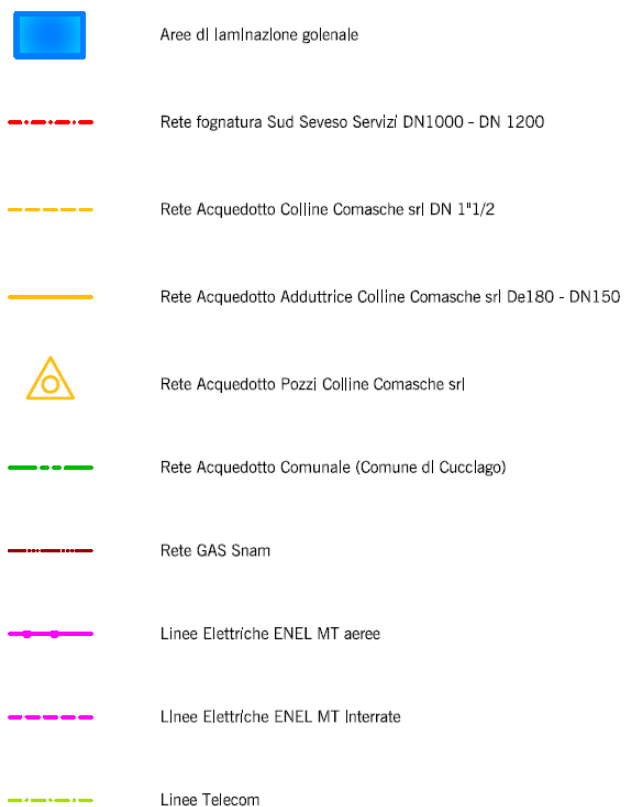 Aree di laminazione golenale
Rete fognatura Sud Seveso Servizi DN1000 - DN 1200
Rete Acquedotto Colline Comasche srl DN 1"1/2
Rete Acquedotto Adduttrice Colline Comasche srl De180 - DN150
Rete Acquedotto Pozzi Colline Comasche srl
Rete Acquedotto Comunale (Comune di Cucciago)
Rete GAS Snam
Linee Elettriche ENEL MT aeree
Linee Elettriche ENEL MT Interrate
Linee Telecom